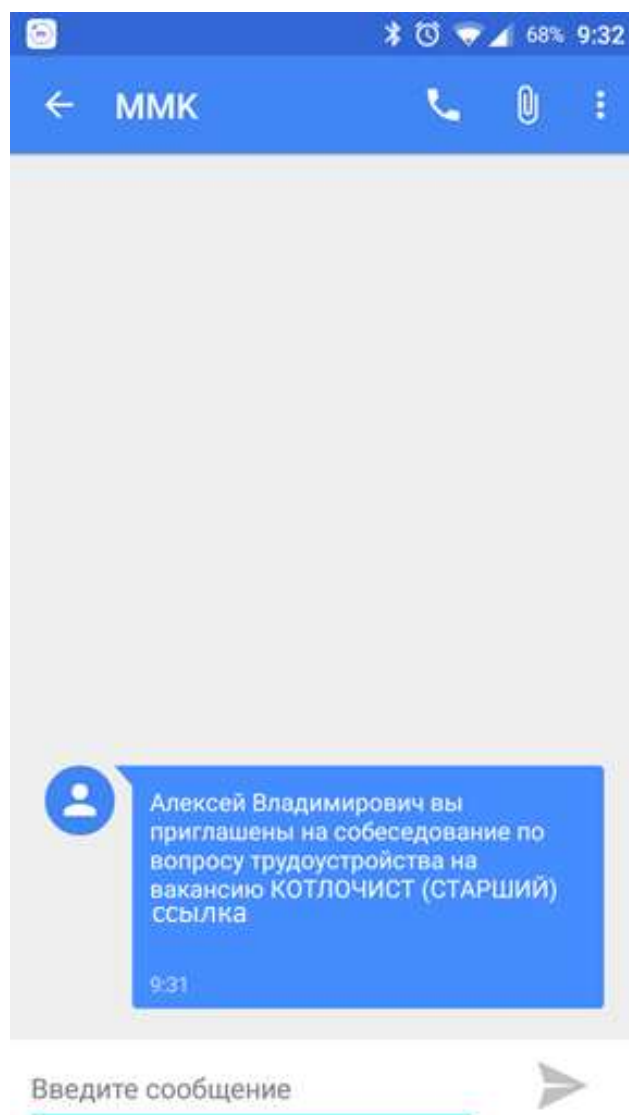 68% 9:32
ММК
Алексей Владимирович вы
приглашены на собеседование по
вопросу трудоустройства на
вакансию КОТЛОЧИСТ (СТАРШИЙ)
ссылка
9:31
Введите сообщение